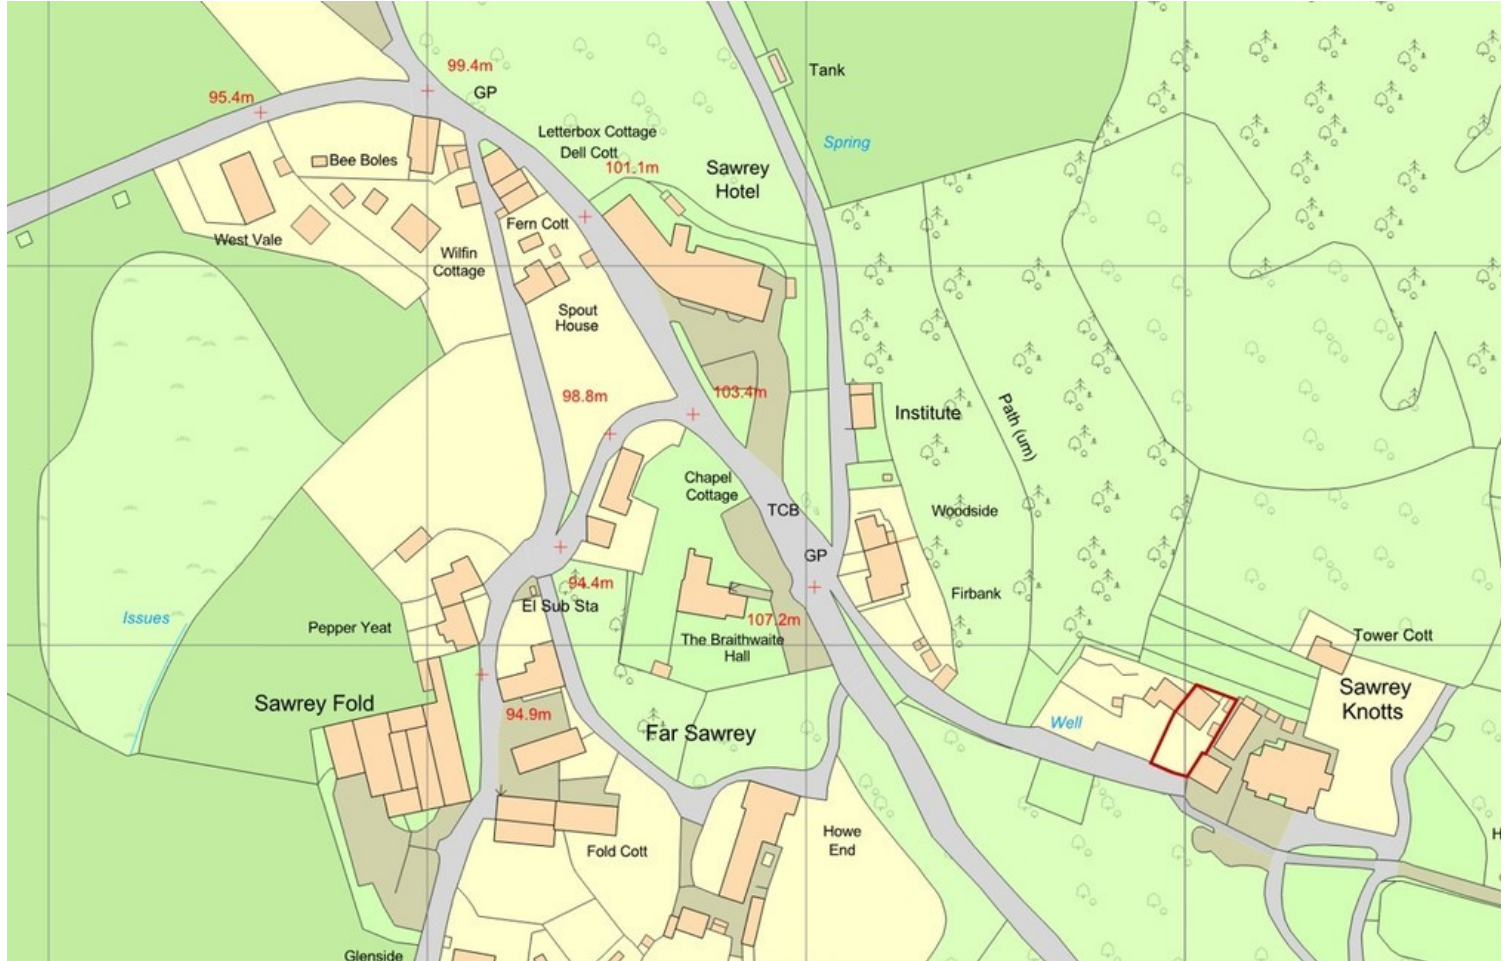 99.4m
GP
95.4m
Tank
Letterbox Cottage
Dell Cott
101.1m
Spring
Sawrey
Hotel
Bee Boles
Fern Cott
West Vale
Wilfin
Cottage
Spout
House
98.8m
103.4m
Institute
Path (um)
Chapel
Cottage
TCB
Woodside
GP
94.4m
El Sub Sta
Firbank
Issues
107.2m
Pepper Yeat
The Braithwaite
Hall
Tower Cott
Sawrey Fold
94.9m
Sawrey
Knotts
Well
Far Sawrey
Howe
End
Fold Cott
H
Glenside